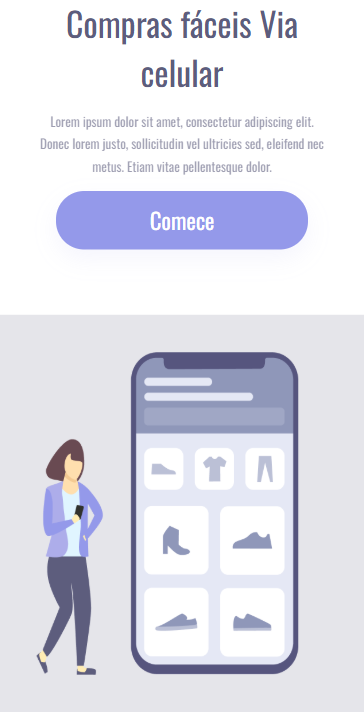 Compras fáceis Via
celular
Lorem ipsum dolor sit amet, consectetur adipiscing elit.
Donec lorem justo, sollicitudin vel ultricies sed, eleifend nec
metus. Etiam vitae pellentesque dolor.
Comece